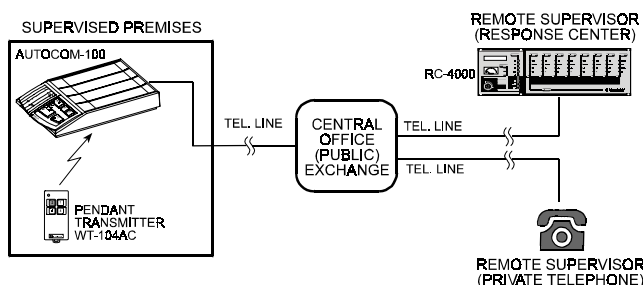 SUPERVISED PREMISES
AUTOCOM-100
PENDANT
TRANSMITTER
WT-104AC
TEL. LINE
CENTRAL
OFFICE
(PUBLIC)
EXCHANGE
TEL. LINE
TEL. LINE
REMOTE SUPERVISOR
(RESPONSE CENTER)
RC-4000
REMOTE SUPERVISOR
(PRIVATE TELEPHONE)